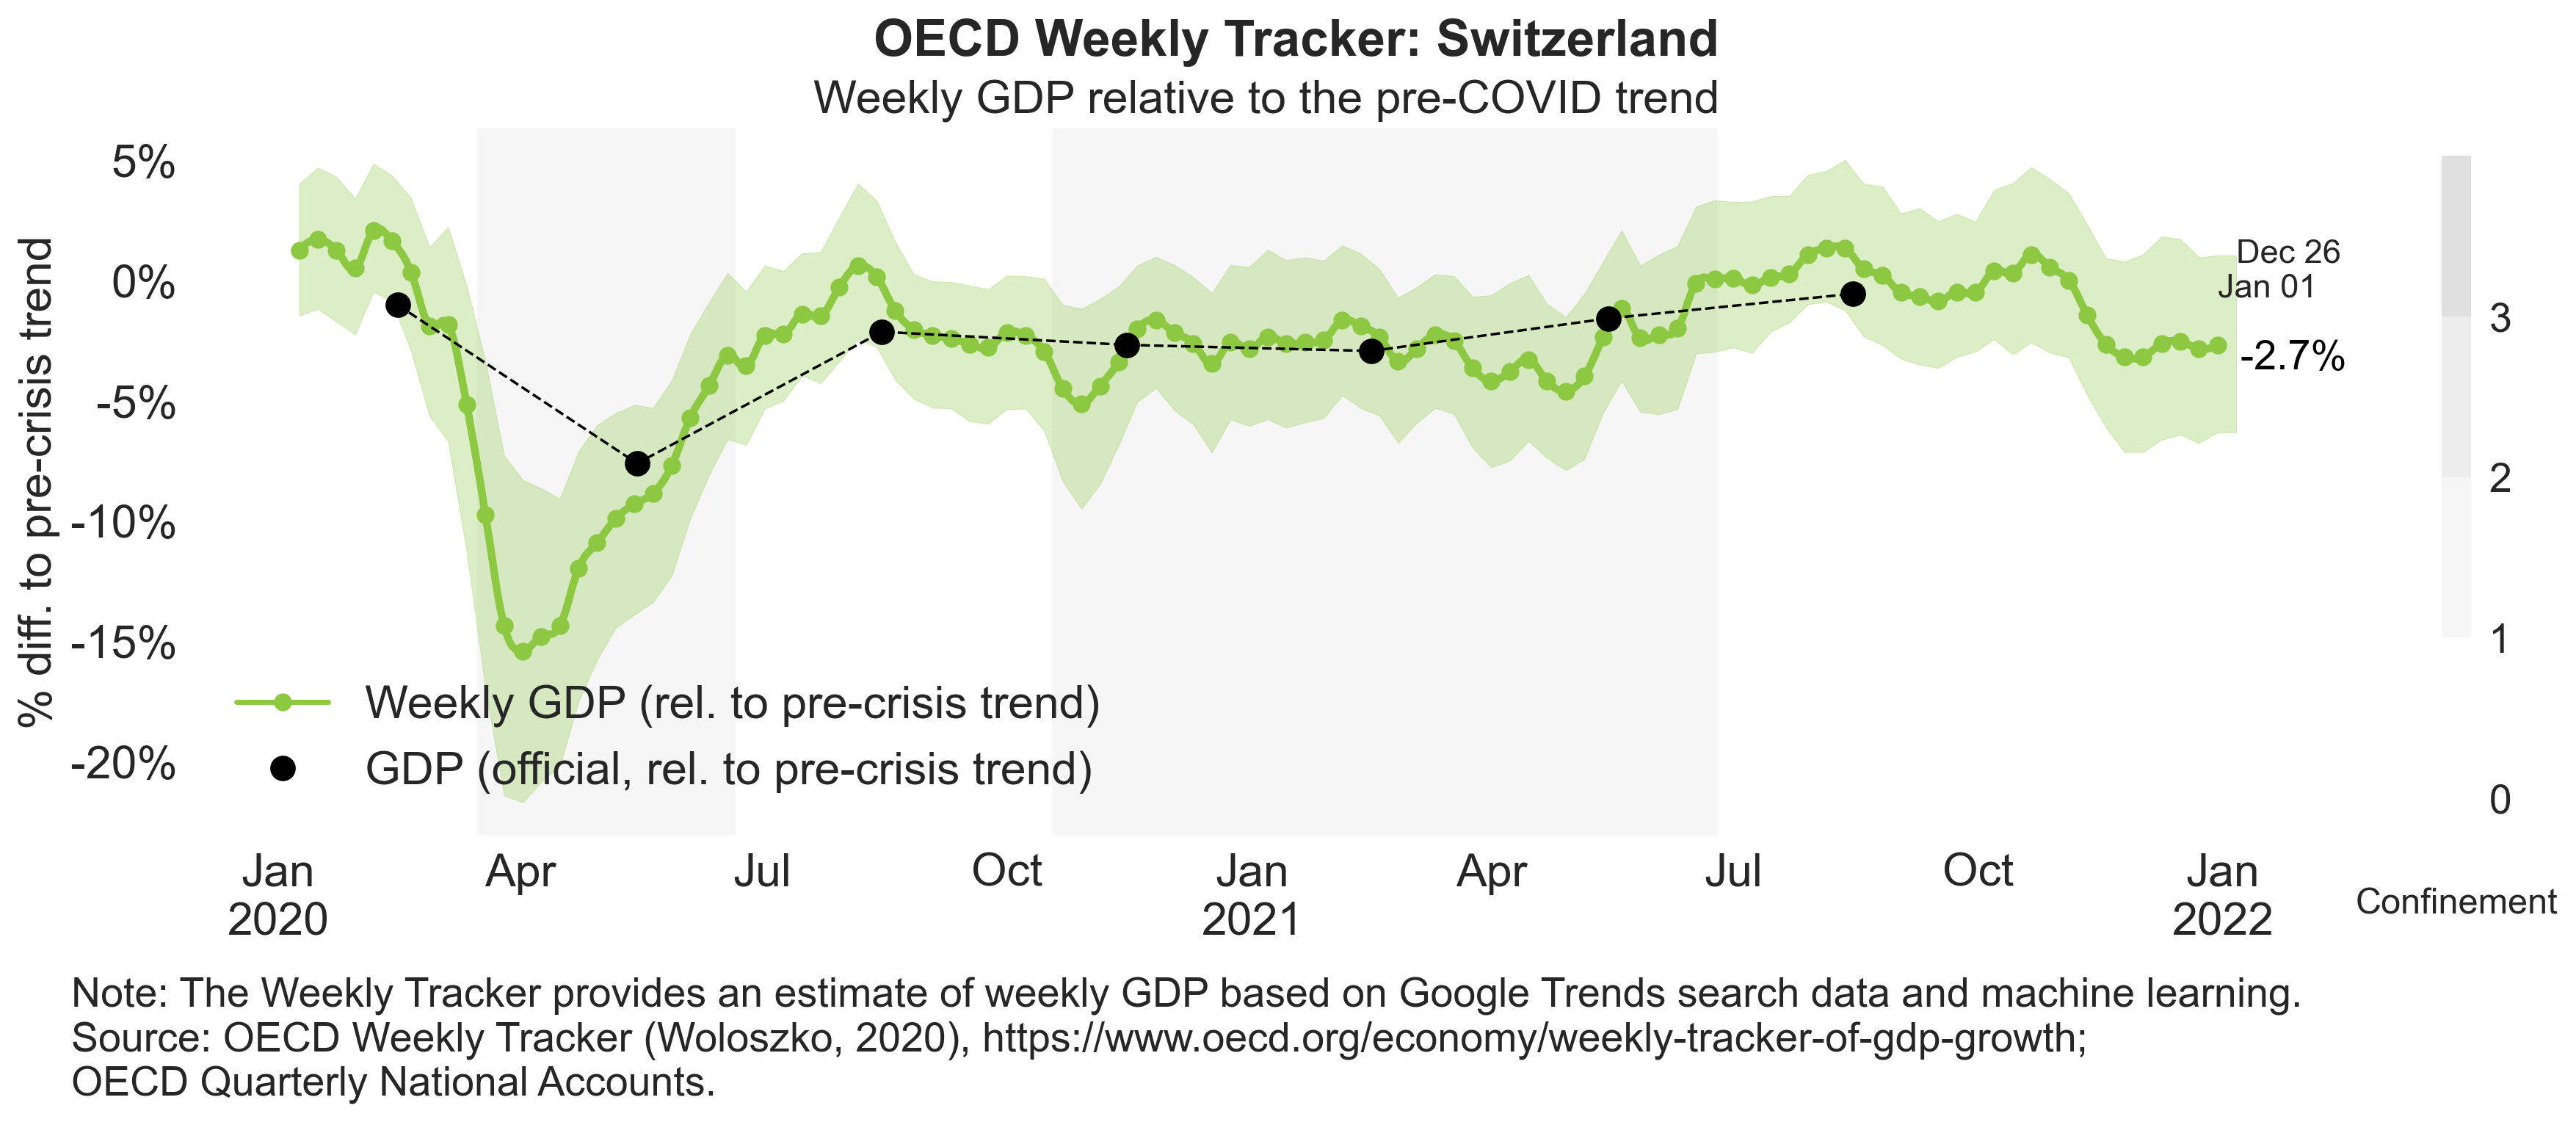 OECD Weekly Tracker: Switzerland
Weekly GDP relative to the pre-COVID trend
% diff. to pre-crisis trend
5%
0%
-5%
-10%
-15%
-20%
Dec 26
Jan 01
-2.7%
Weekly GDP (rel. to pre-crisis trend)
GDP (official, rel. to pre-crisis trend)
3
2
1
0
Jan Apr Jul Oct Jan Apr Jul Oct Jan
2020 2021 2022
Confinement
Note: The Weekly Tracker provides an estimate of weekly GDP based on Google Trends search data and machine learning.
Source: OECD Weekly Tracker (Woloszko, 2020), https://www.oecd.org/economy/weekly-tracker-of-gdp-growth;
OECD Quarterly National Accounts.